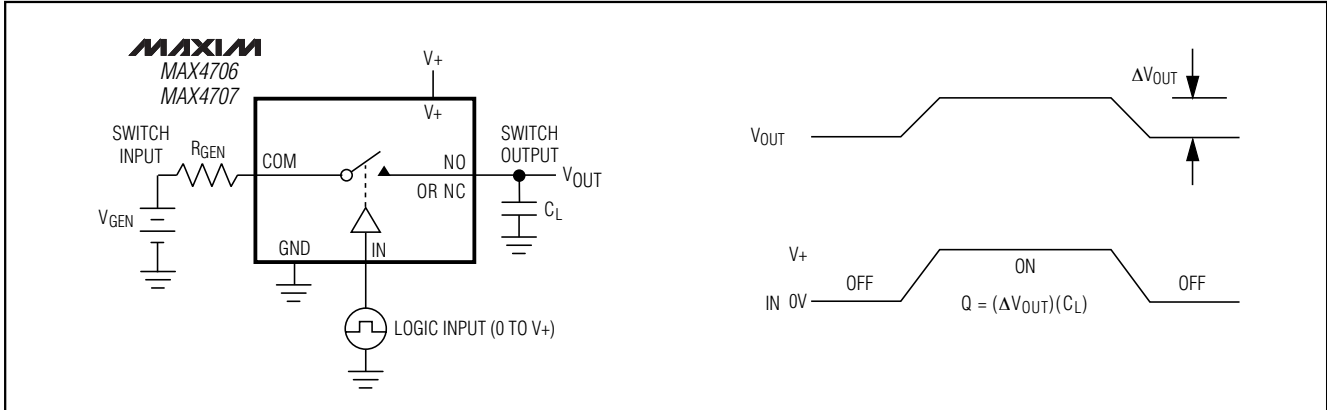 MAXIM
MAX4706
MAX4707
V+
V+
SWITCH
INPUT
RGEN
COM
NO
OR NC
SWITCH
OUTPUT
VOUT
VGEN
CL
GND
IN
LOGIC INPUT (0 TO V+)
ΔVOUT
VOUT
V+
IN 0V
OFF
ON
OFF
Q = (ΔVOUT)(CL)